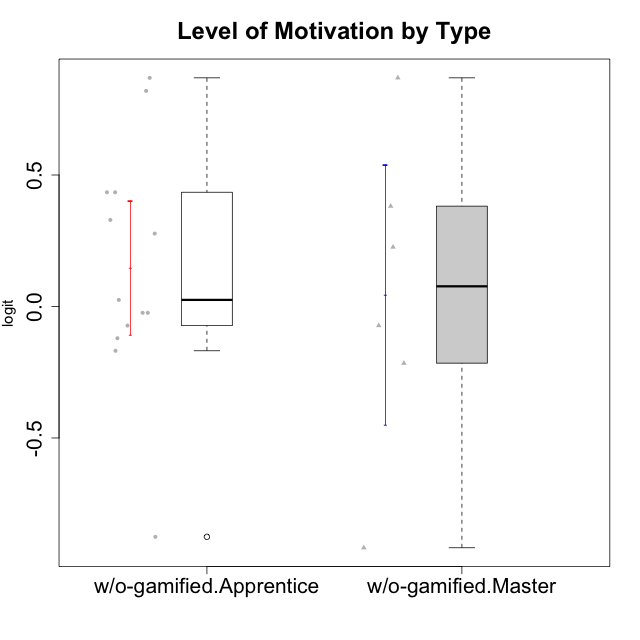 Level of Motivation by Type
0.5
0.0
-0.5
logit
w/o-gamified.Apprentice
w/o-gamified.Master